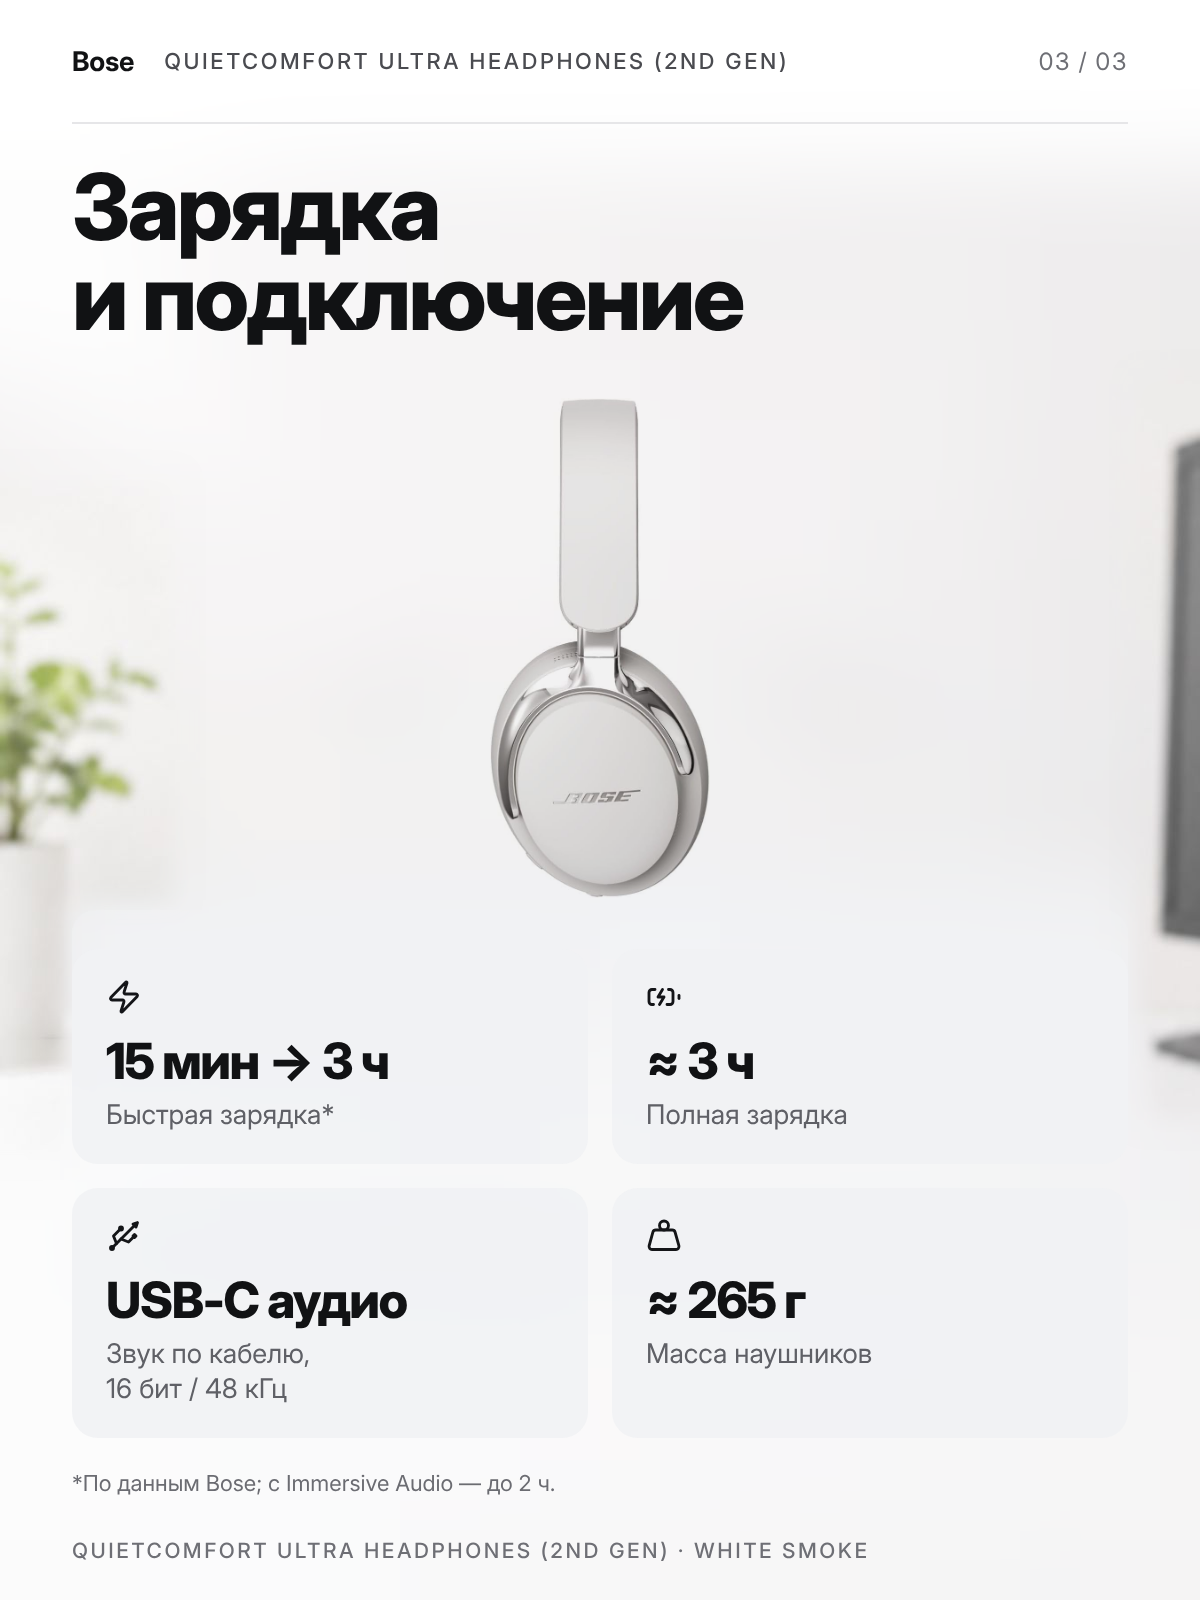 Bose QUIETCOMFORT ULTRA HEADPHONES (2ND GEN) 03 / 03
Зарядка
и подключение
BOSE
15 мин → 3 ч
Быстрая зарядка*
≈ 3 ч
Полная зарядка
USB-C аудио
Звук по кабелю,
16 бит / 48 кГц
≈ 265 г
Масса наушников
*По данным Bose; с Immersive Audio — до 2 ч.
QUIETCOMFORT ULTRA HEADPHONES (2ND GEN) · WHITE SMOKE